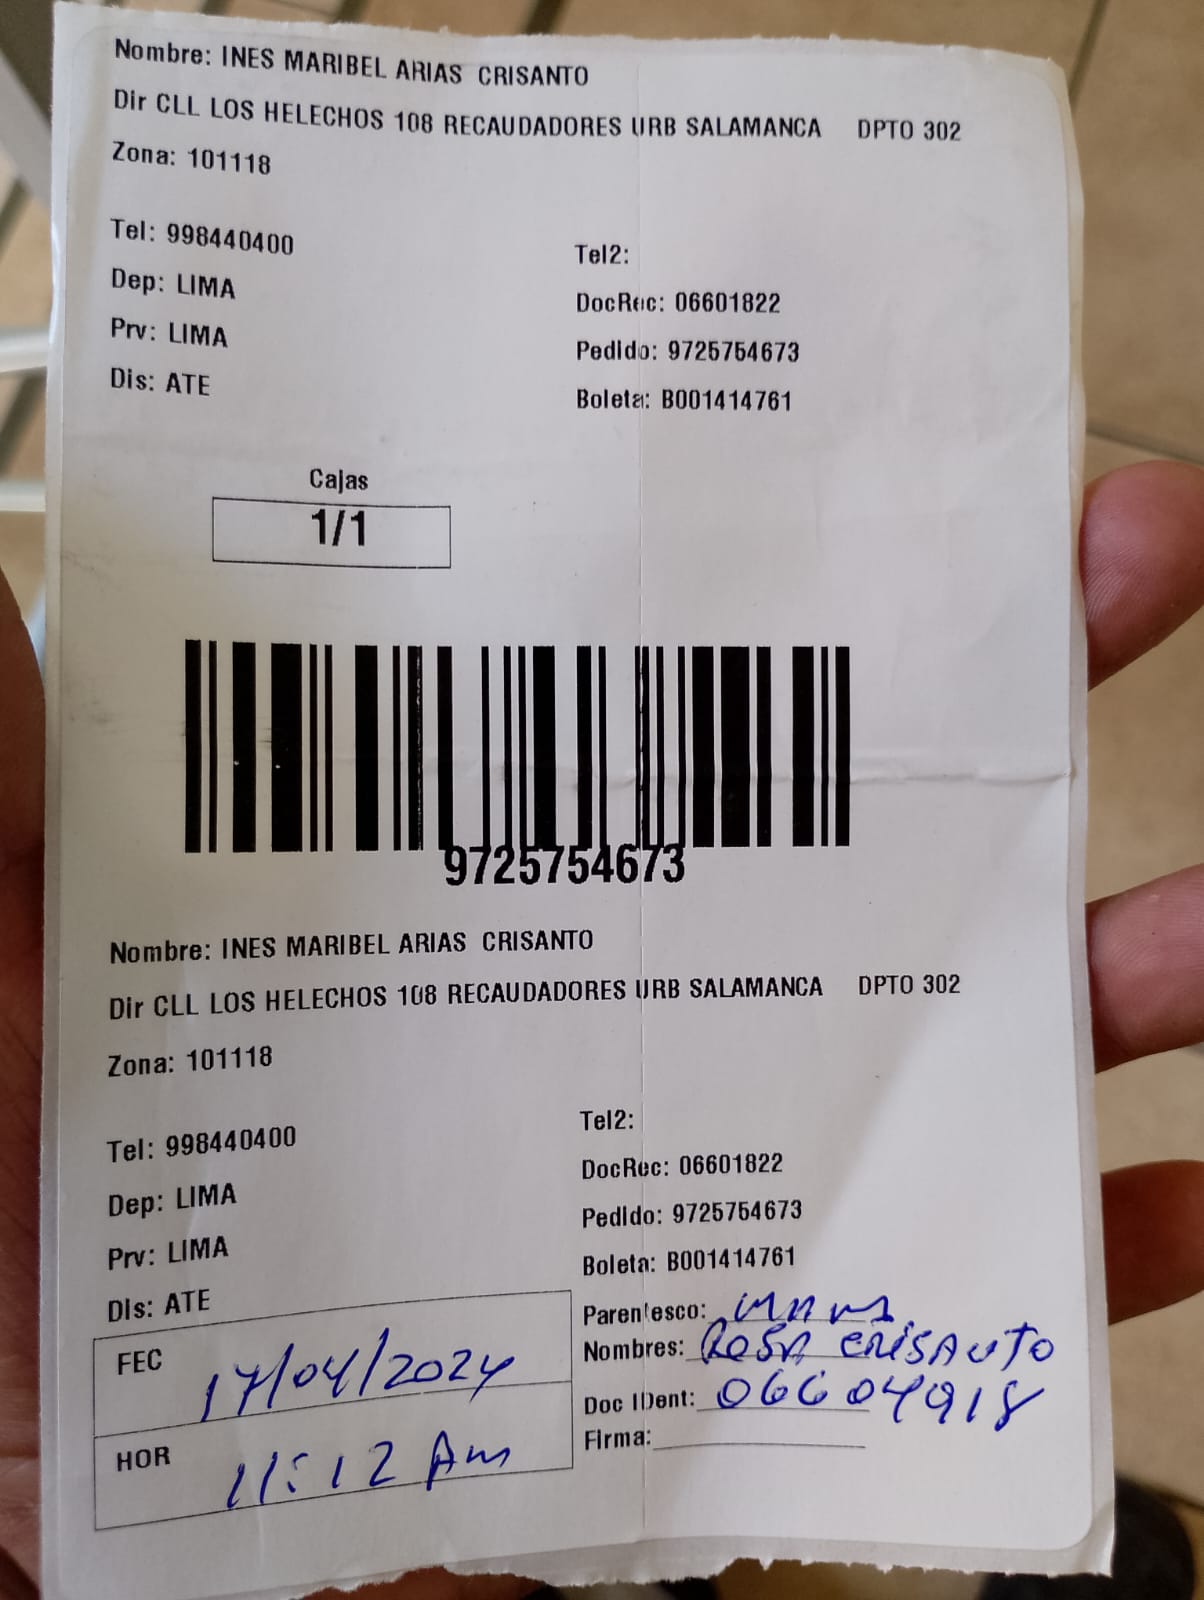 Nombre: INES MARIBEL ARIAS CRISANTO
Dir CLL LOS HELECHOS 108 RECAUDADORES URB SALAMANCA DPTO 302
Zona: 101118
Tel: 998440400
Tel2:
Dep: LIMA
DocRec: 06601822
Prv: LIMA
Pedido: 9725754673
Dis: ATE
Boleta: B001414761
Cajas
1/1
9725754673
Nombre: INES MARIBEL ARIAS CRISANTO
Dir CLL LOS HELECHOS 108 RECAUDADORES URB SALAMANCA DPTO 302
Zona: 101118
Tel: 998440400
Tel2:
Dep: LIMA
DocRec: 06601822
Prv: LIMA
Pedido: 9725754673
Dis: ATE
Boleta: B001414761
FEC 17/04/2024
HOR 11:12 Am
Parentesco:
Nombres: ROSA CRISANTO
Doc IDent: 06604918
Firma: